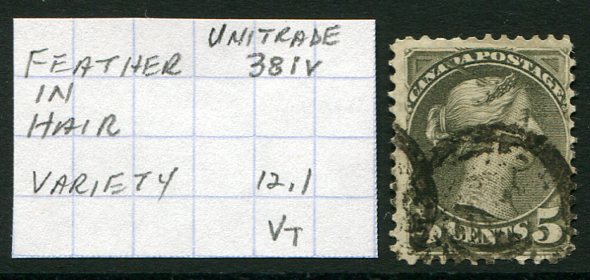 UNITRADE
FEATHER 38iv
IN
HAIR
VARIETY 12.1
VT
CANADA POSTAGE
CENTS 5